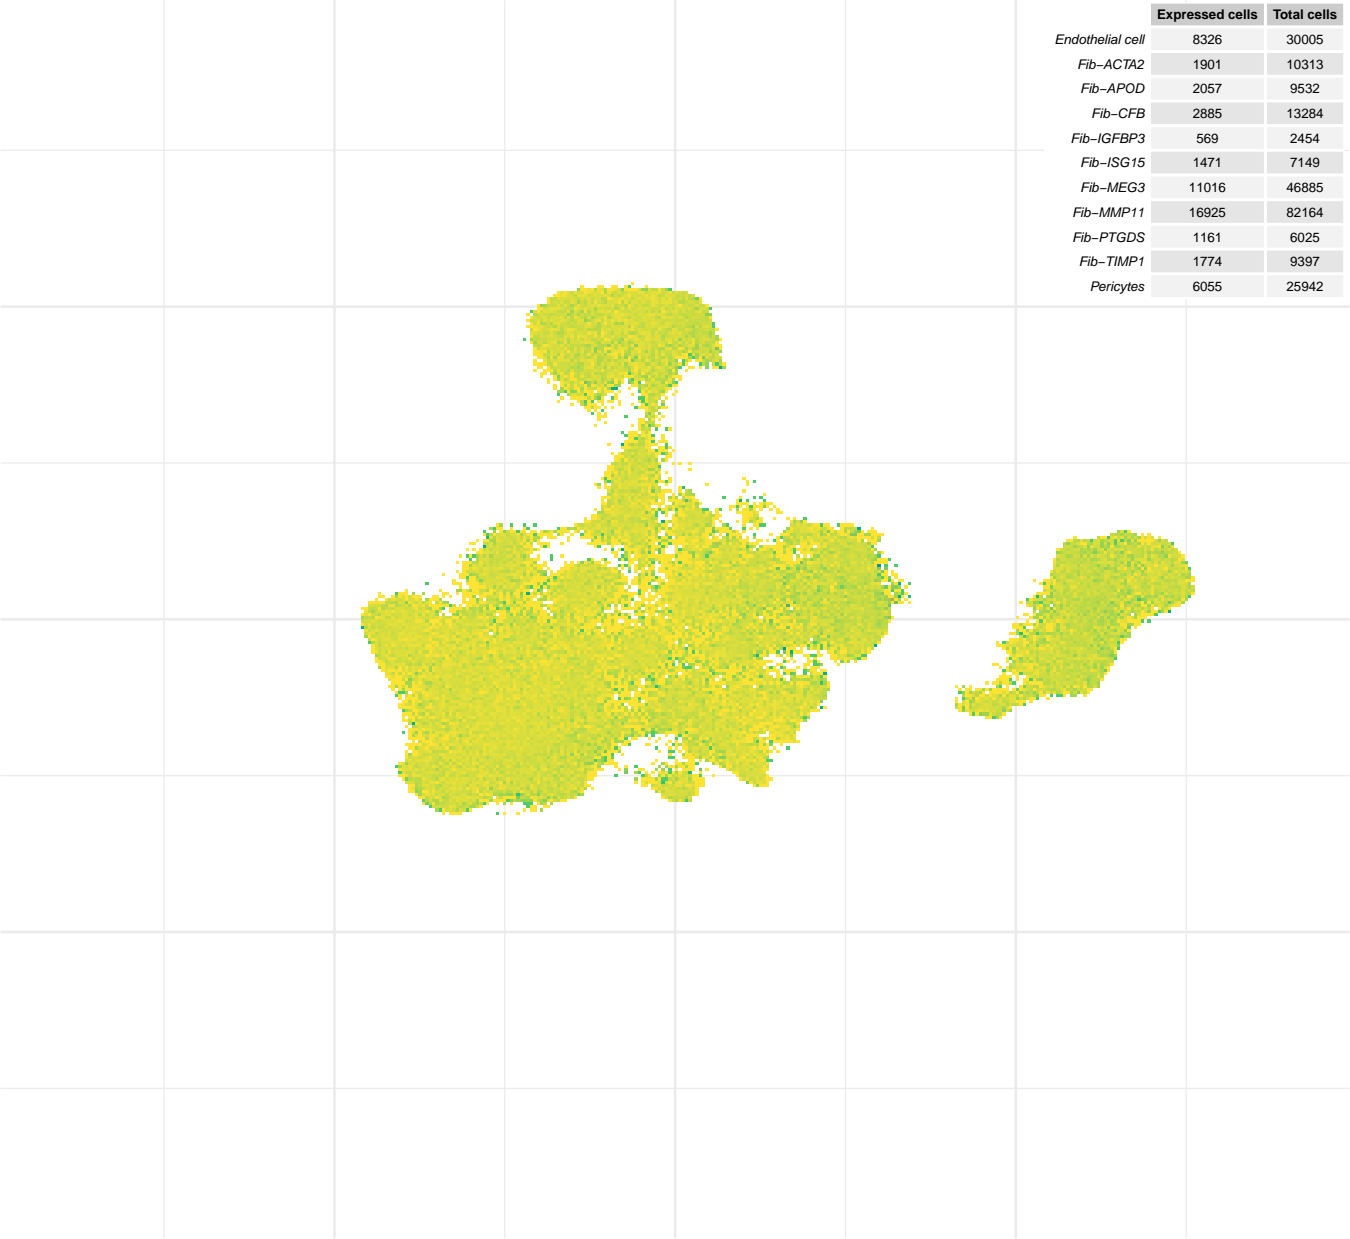 Expressed cells Total cells
Endothelial cell 8326 30005
Fib−ACTA2 1901 10313
Fib−APOD 2057 9532
Fib−CFB 2885 13284
Fib−IGFBP3 569 2454
Fib−ISG15 1471 7149
Fib−MEG3 11016 46885
Fib−MMP11 16925 82164
Fib−PTGDS 1161 6025
Fib−TIMP1 1774 9397
Pericytes 6055 25942